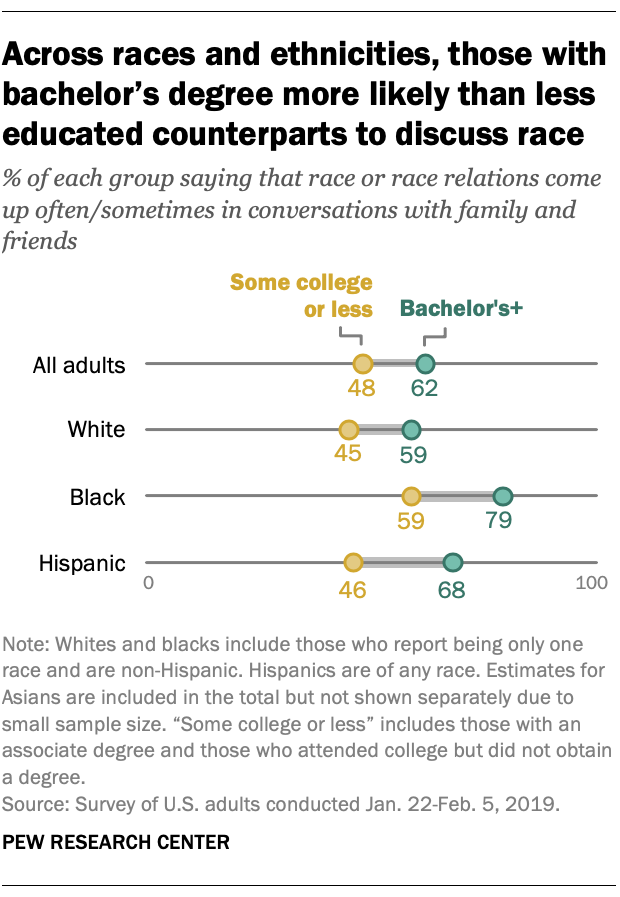 Across races and ethnicities, those with
bachelor’s degree more likely than less
educated counterparts to discuss race
% of each group saying that race or race relations come
up often/sometimes in conversations with family and
friends
Some college
or less
Bachelor's+
All adults
48
62
White
45
59
Black
59
79
Hispanic
46
68
0
100
Note: Whites and blacks include those who report being only one
race and are non-Hispanic. Hispanics are of any race. Estimates for
Asians are included in the total but not shown separately due to
small sample size. “Some college or less” includes those with an
associate degree and those who attended college but did not obtain
a degree.
Source: Survey of U.S. adults conducted Jan. 22-Feb. 5, 2019.
PEW RESEARCH CENTER